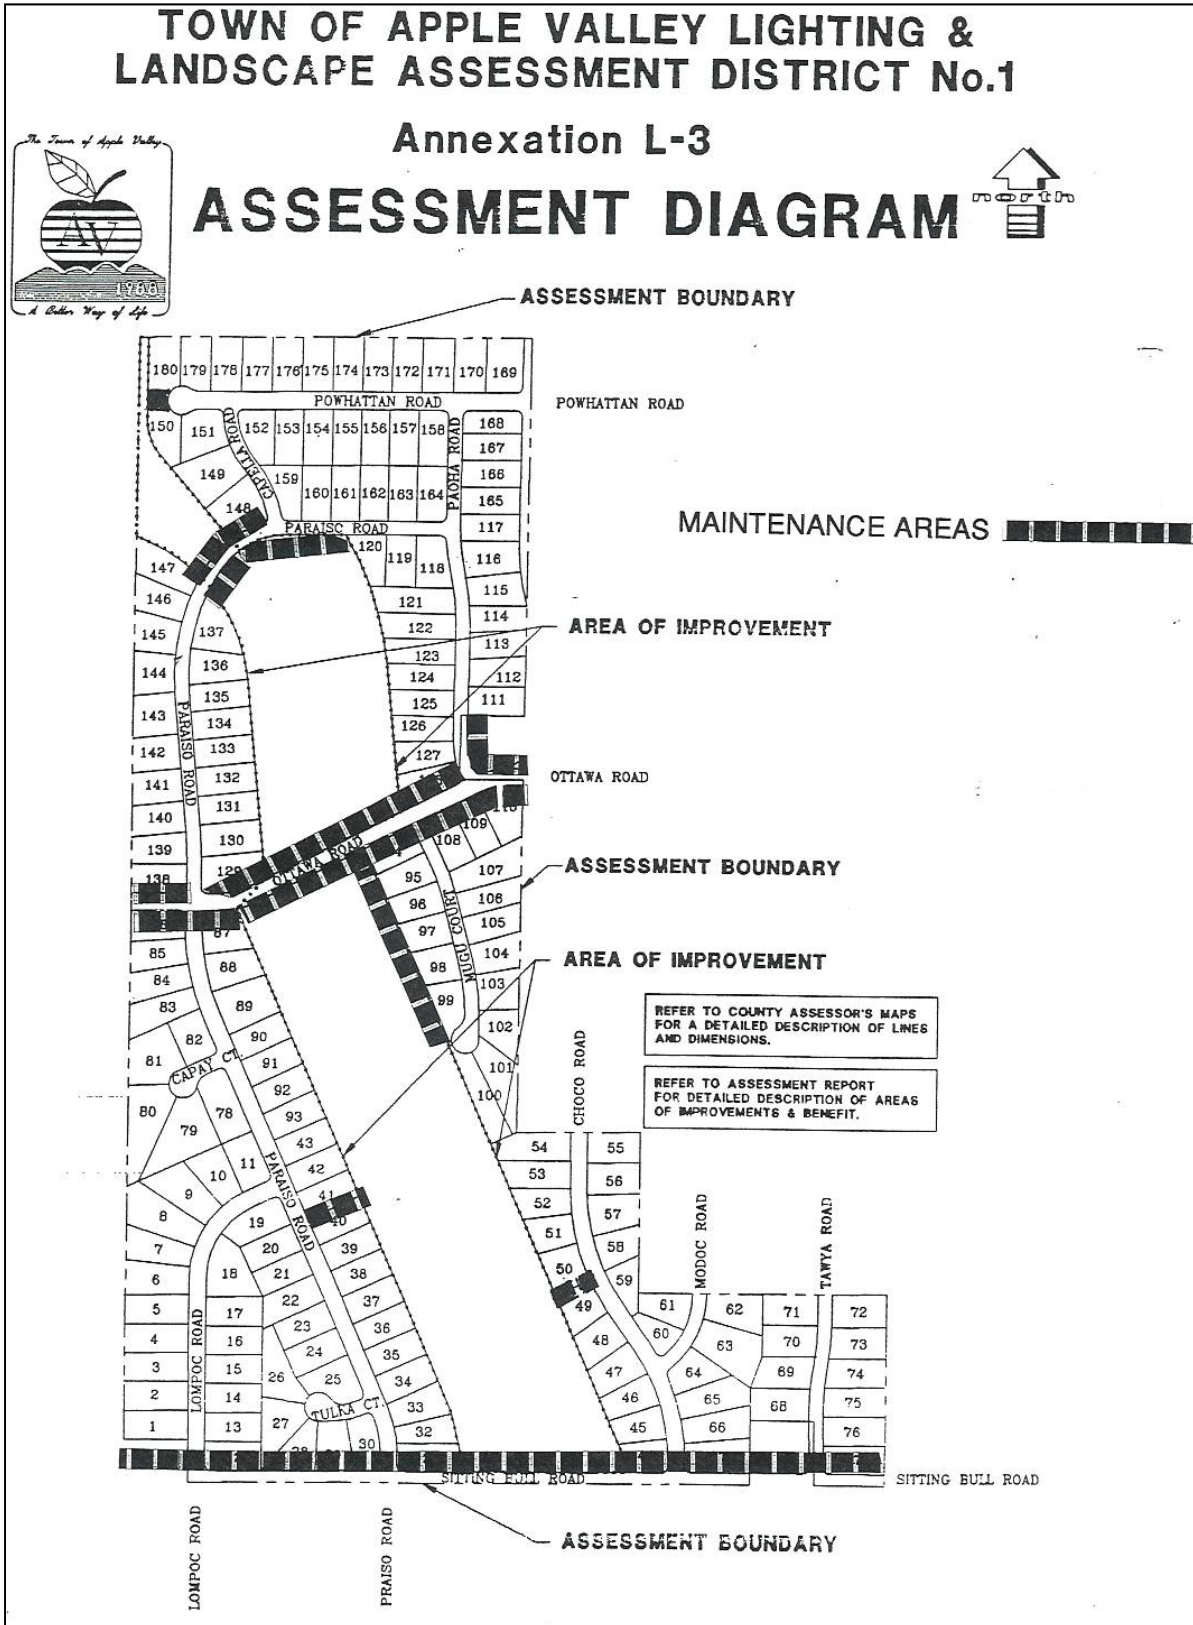 TOWN OF APPLE VALLEY LIGHTING &
LANDSCAPE ASSESSMENT DISTRICT No.1
Annexation L-3
ASSESSMENT DIAGRAM
The Town of Apple Valley
AV
1988
A Better Way of Life
north
ASSESSMENT BOUNDARY
180 179 178 177 176 175 174 173 172 171 170 169
POWHATTAN ROAD
POWHATTAN ROAD
150 151 152 153 154 155 156 157 158 168
CAPELLA ROAD
PAOHA ROAD
167
149 159 166
160 161 162 163 164 165
148
PARAISO ROAD
117
MAINTENANCE AREAS
147 120 119 118 116
146 121 115
145 137 122 114
AREA OF IMPROVEMENT
123 113
144 136 124 112
143 135 125 111
PARAISO ROAD
134 126
142 133 127
141 132
OTTAWA ROAD
140 131
139 130 109
OTTAWA ROAD
108
138 129 95 107
ASSESSMENT BOUNDARY
96 106
97 105
MUGU COURT
87
85 88 98 104
AREA OF IMPROVEMENT
84 99 103
83 89 102
REFER TO COUNTY ASSESSOR'S MAPS
FOR A DETAILED DESCRIPTION OF LINES
AND DIMENSIONS.
82 90
81 91 101
CAPAY CT.
CHOCO ROAD
REFER TO ASSESSMENT REPORT
FOR DETAILED DESCRIPTION OF AREAS
OF IMPROVEMENTS & BENEFIT.
80 78 92 100
79 93
43 54 55
11 42 53 56
10
9 41 52 57
PARAISO ROAD
8 19 40 51 58
7 20 39
6 18 21 38 50 59
MODOC ROAD
TAWYA ROAD
5 17 22 37 49 61 62 71 72
4 16 23 36 48 60 63 70 73
LOMPOC ROAD
3 15 24 35 47 64 69 74
2 14 26 25 34 46 65 68 75
TULKA CT.
1 13 27 33 45 66 76
28 30 32
SITTING BULL ROAD
SITTING BULL ROAD
LOMPOC ROAD
PRAISO ROAD
ASSESSMENT BOUNDARY